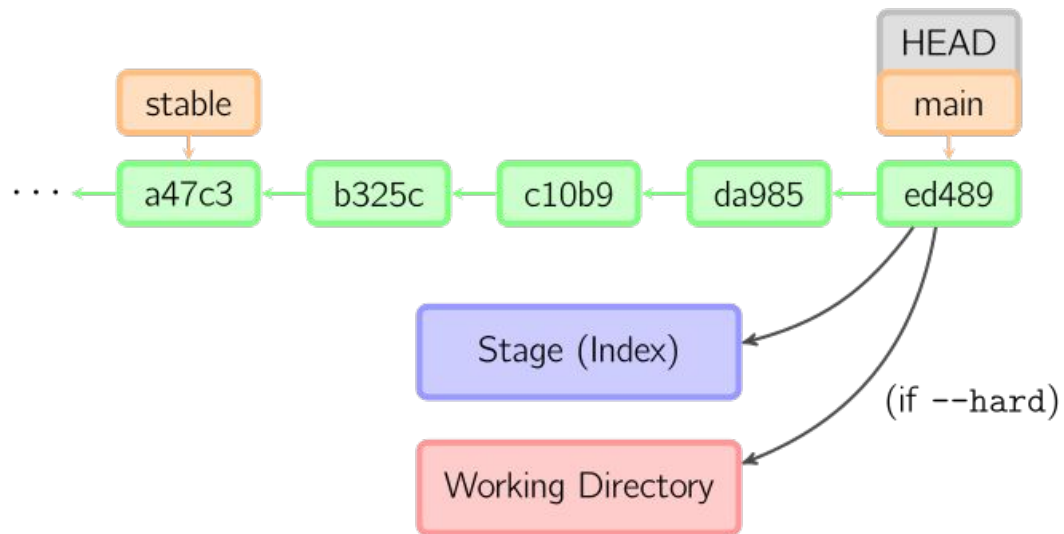 HEAD
stable
main
...
a47c3
b325c
c10b9
da985
ed489
Stage (Index)
(if --hard)
Working Directory